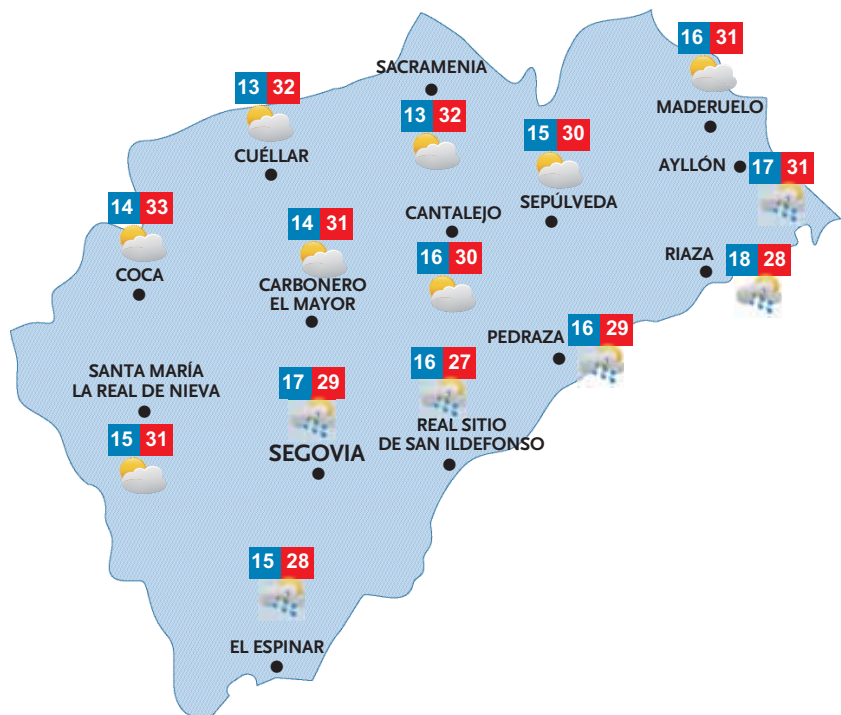 16 31
MADERUELO
SACRAMENIA
13 32
13 32
CUÉLLAR
15 30
SEPÚLVEDA
AYLLÓN
17 31
14 33
COCA
CANTALEJO
16 30
14 31
CARBONERO
EL MAYOR
RIAZA
18 28
PEDRAZA
16 29
SANTA MARÍA
LA REAL DE NIEVA
15 31
17 29
SEGOVIA
16 27
REAL SITIO
DE SAN ILDEFONSO
15 28
EL ESPINAR